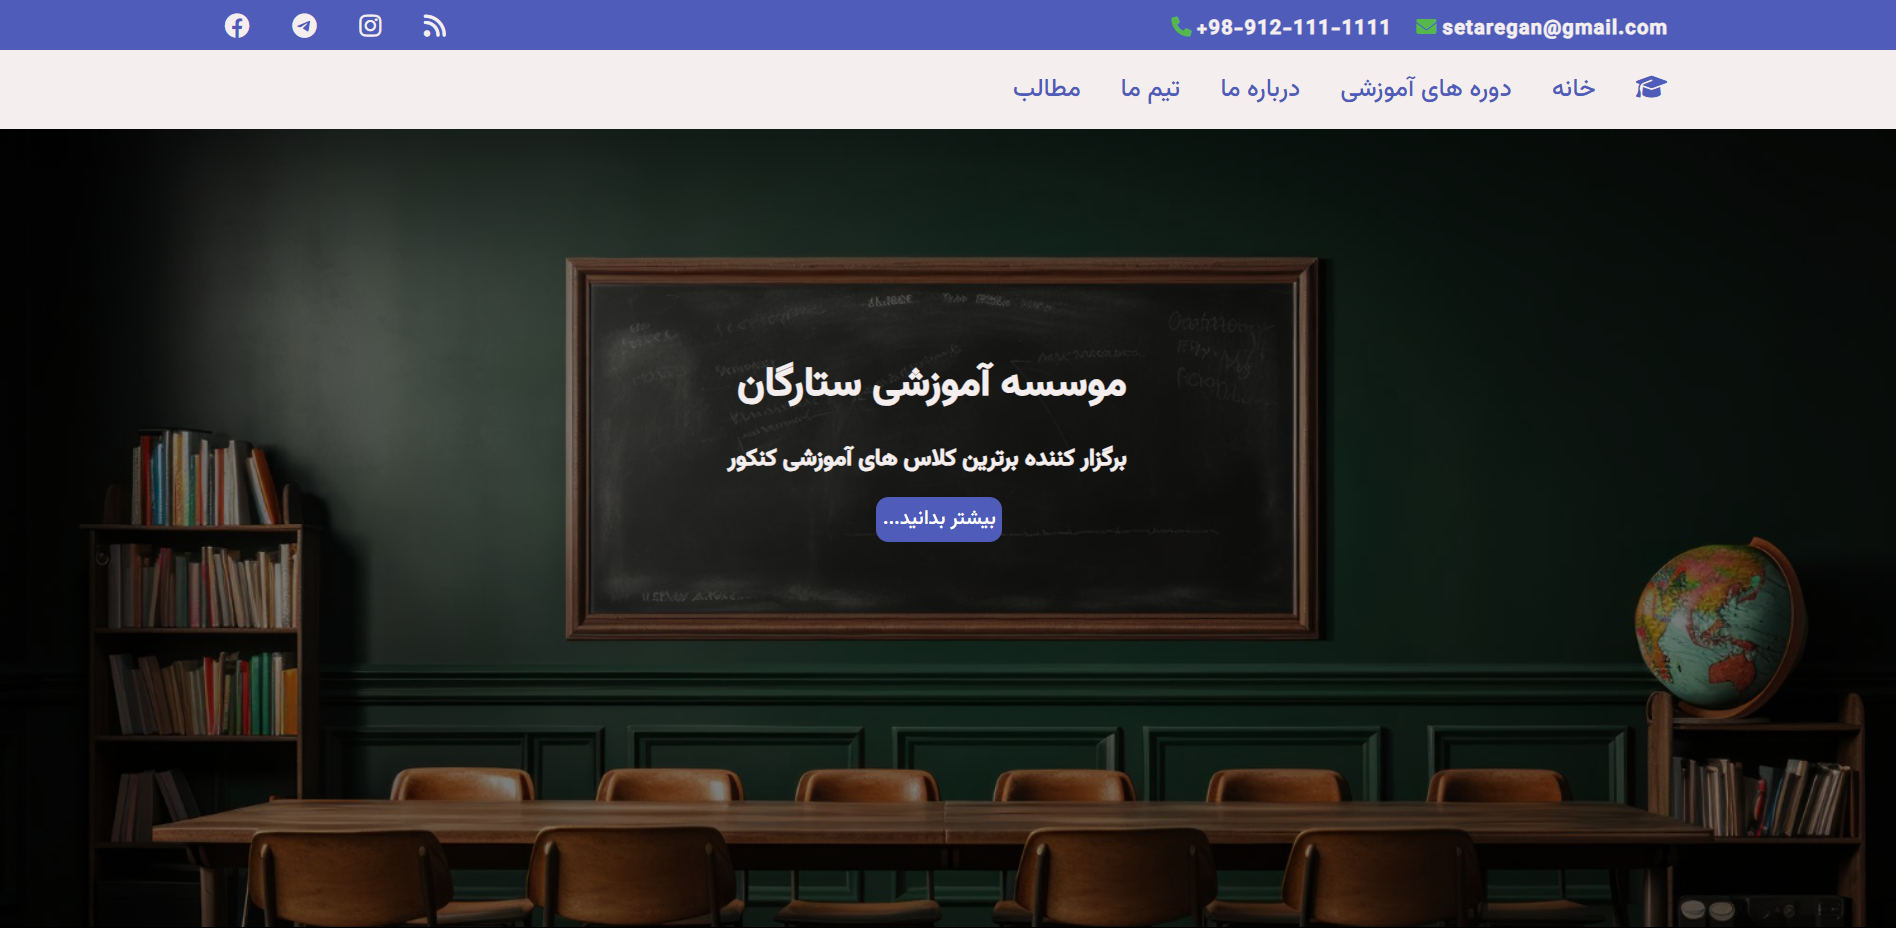 setaregan@gmail.com +98-912-111-1111
خانه دوره های آموزشی درباره ما تیم ما مطالب
موسسه آموزشی ستارگان
برگزار کننده برترین کلاس های آموزشی کنکور
بیشتر بدانید...